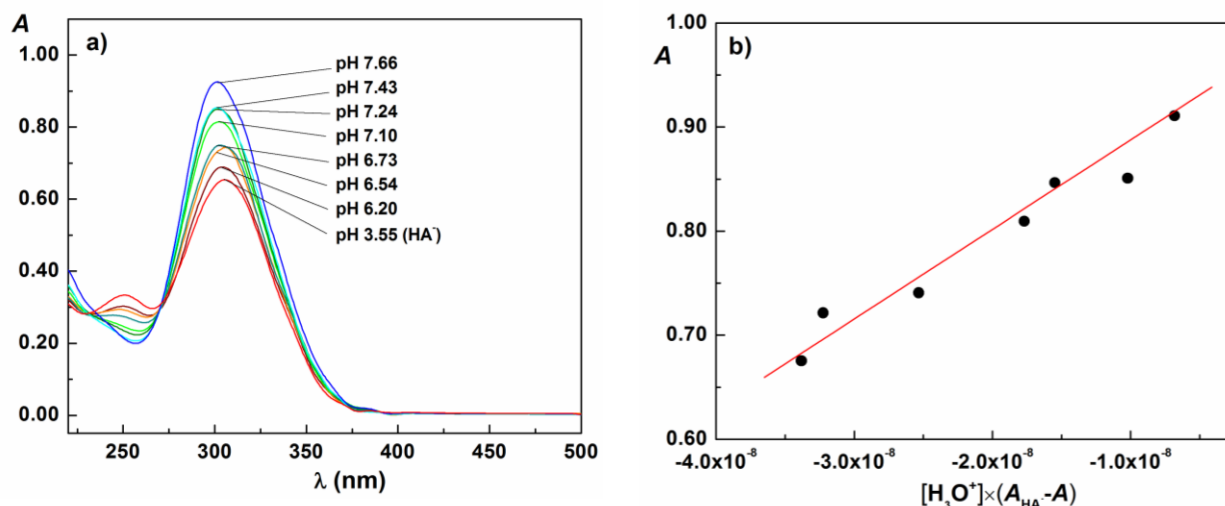 A
a)
1.00
0.80
0.60
0.40
0.20
0.00
pH 7.66
pH 7.43
pH 7.24
pH 7.10
pH 6.73
pH 6.54
pH 6.20
pH 3.55 (HA⁻)
250 300 350 400 450 500
λ (nm)
b)
A
1.00
0.90
0.80
0.70
0.60
-4.0x10⁻⁸ -3.0x10⁻⁸ -2.0x10⁻⁸ -1.0x10⁻⁸
[H₃O⁺]×(A_HA⁻-A)